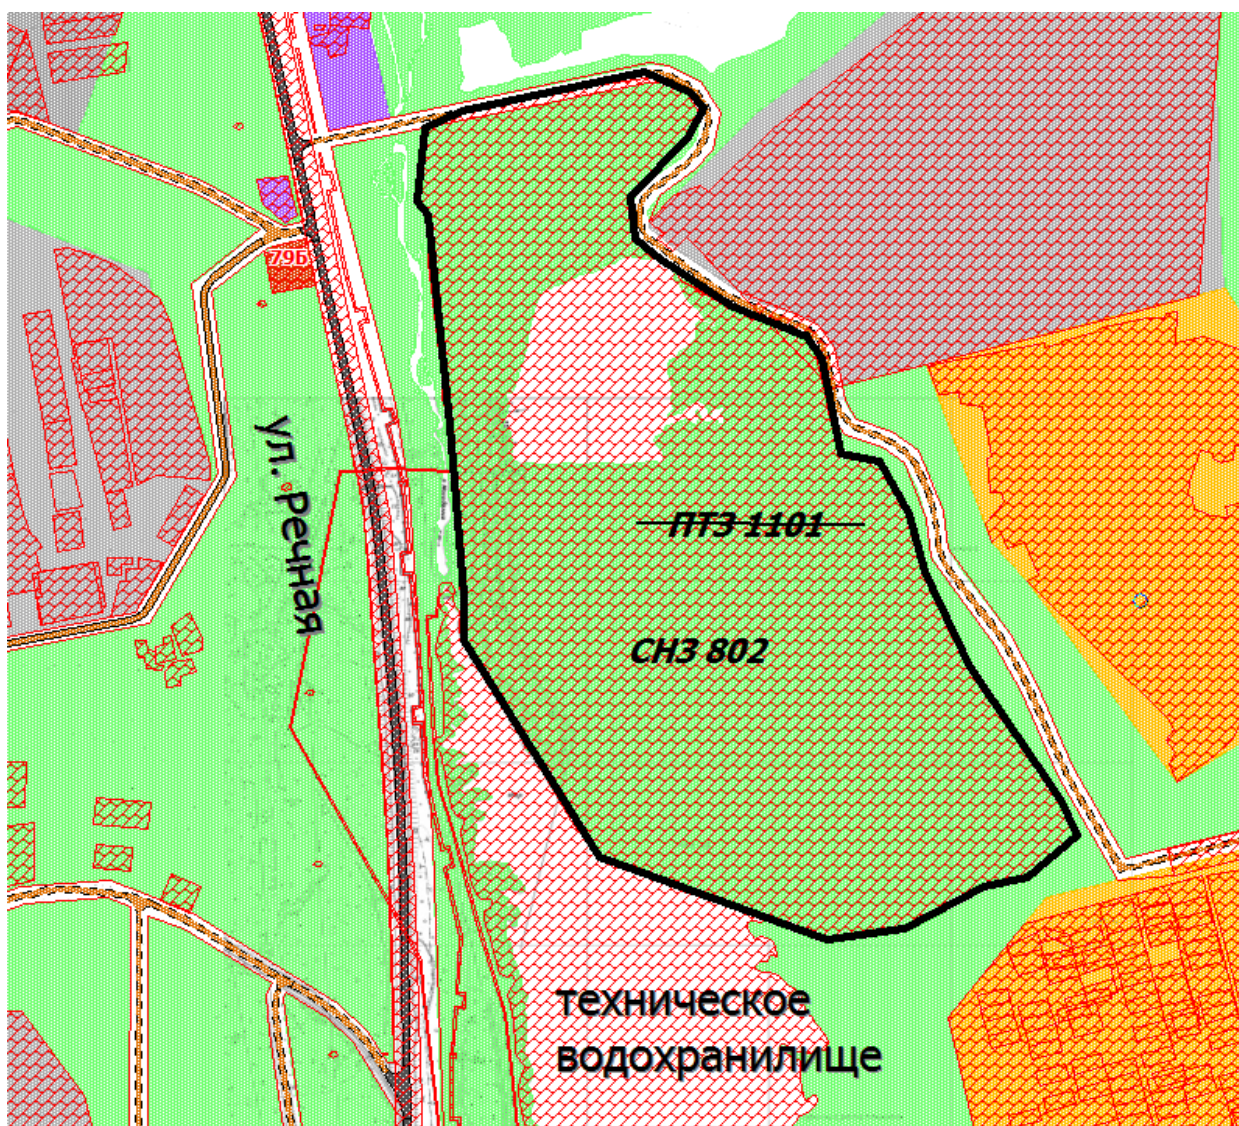 79Б
ул. Речная
ПТЗ 1101
СНЗ 802
техническое
водохранилище